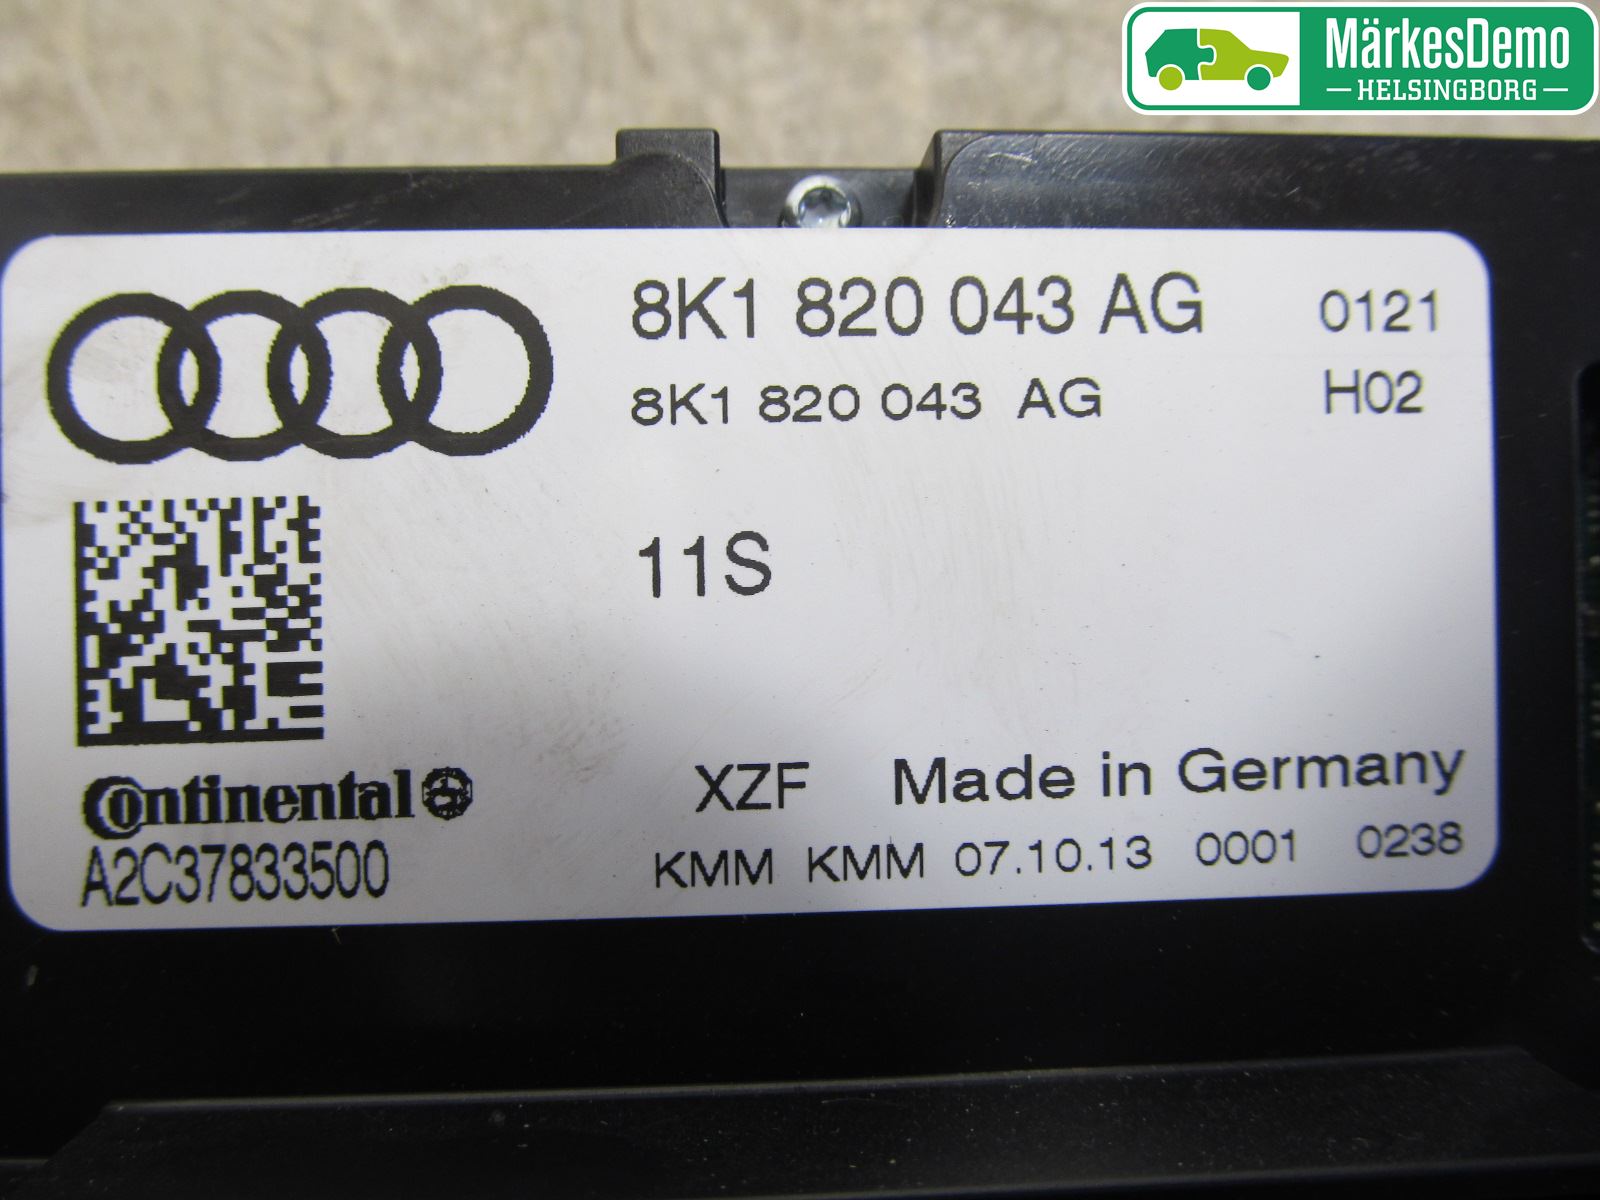 MärkesDemo
HELSINGBORG
8K1 820 043 AG 0121
8K1 820 043 AG H02
11S
Continental
XZF Made in Germany
A2C37833500
KMM KMM 07.10.13 0001 0238